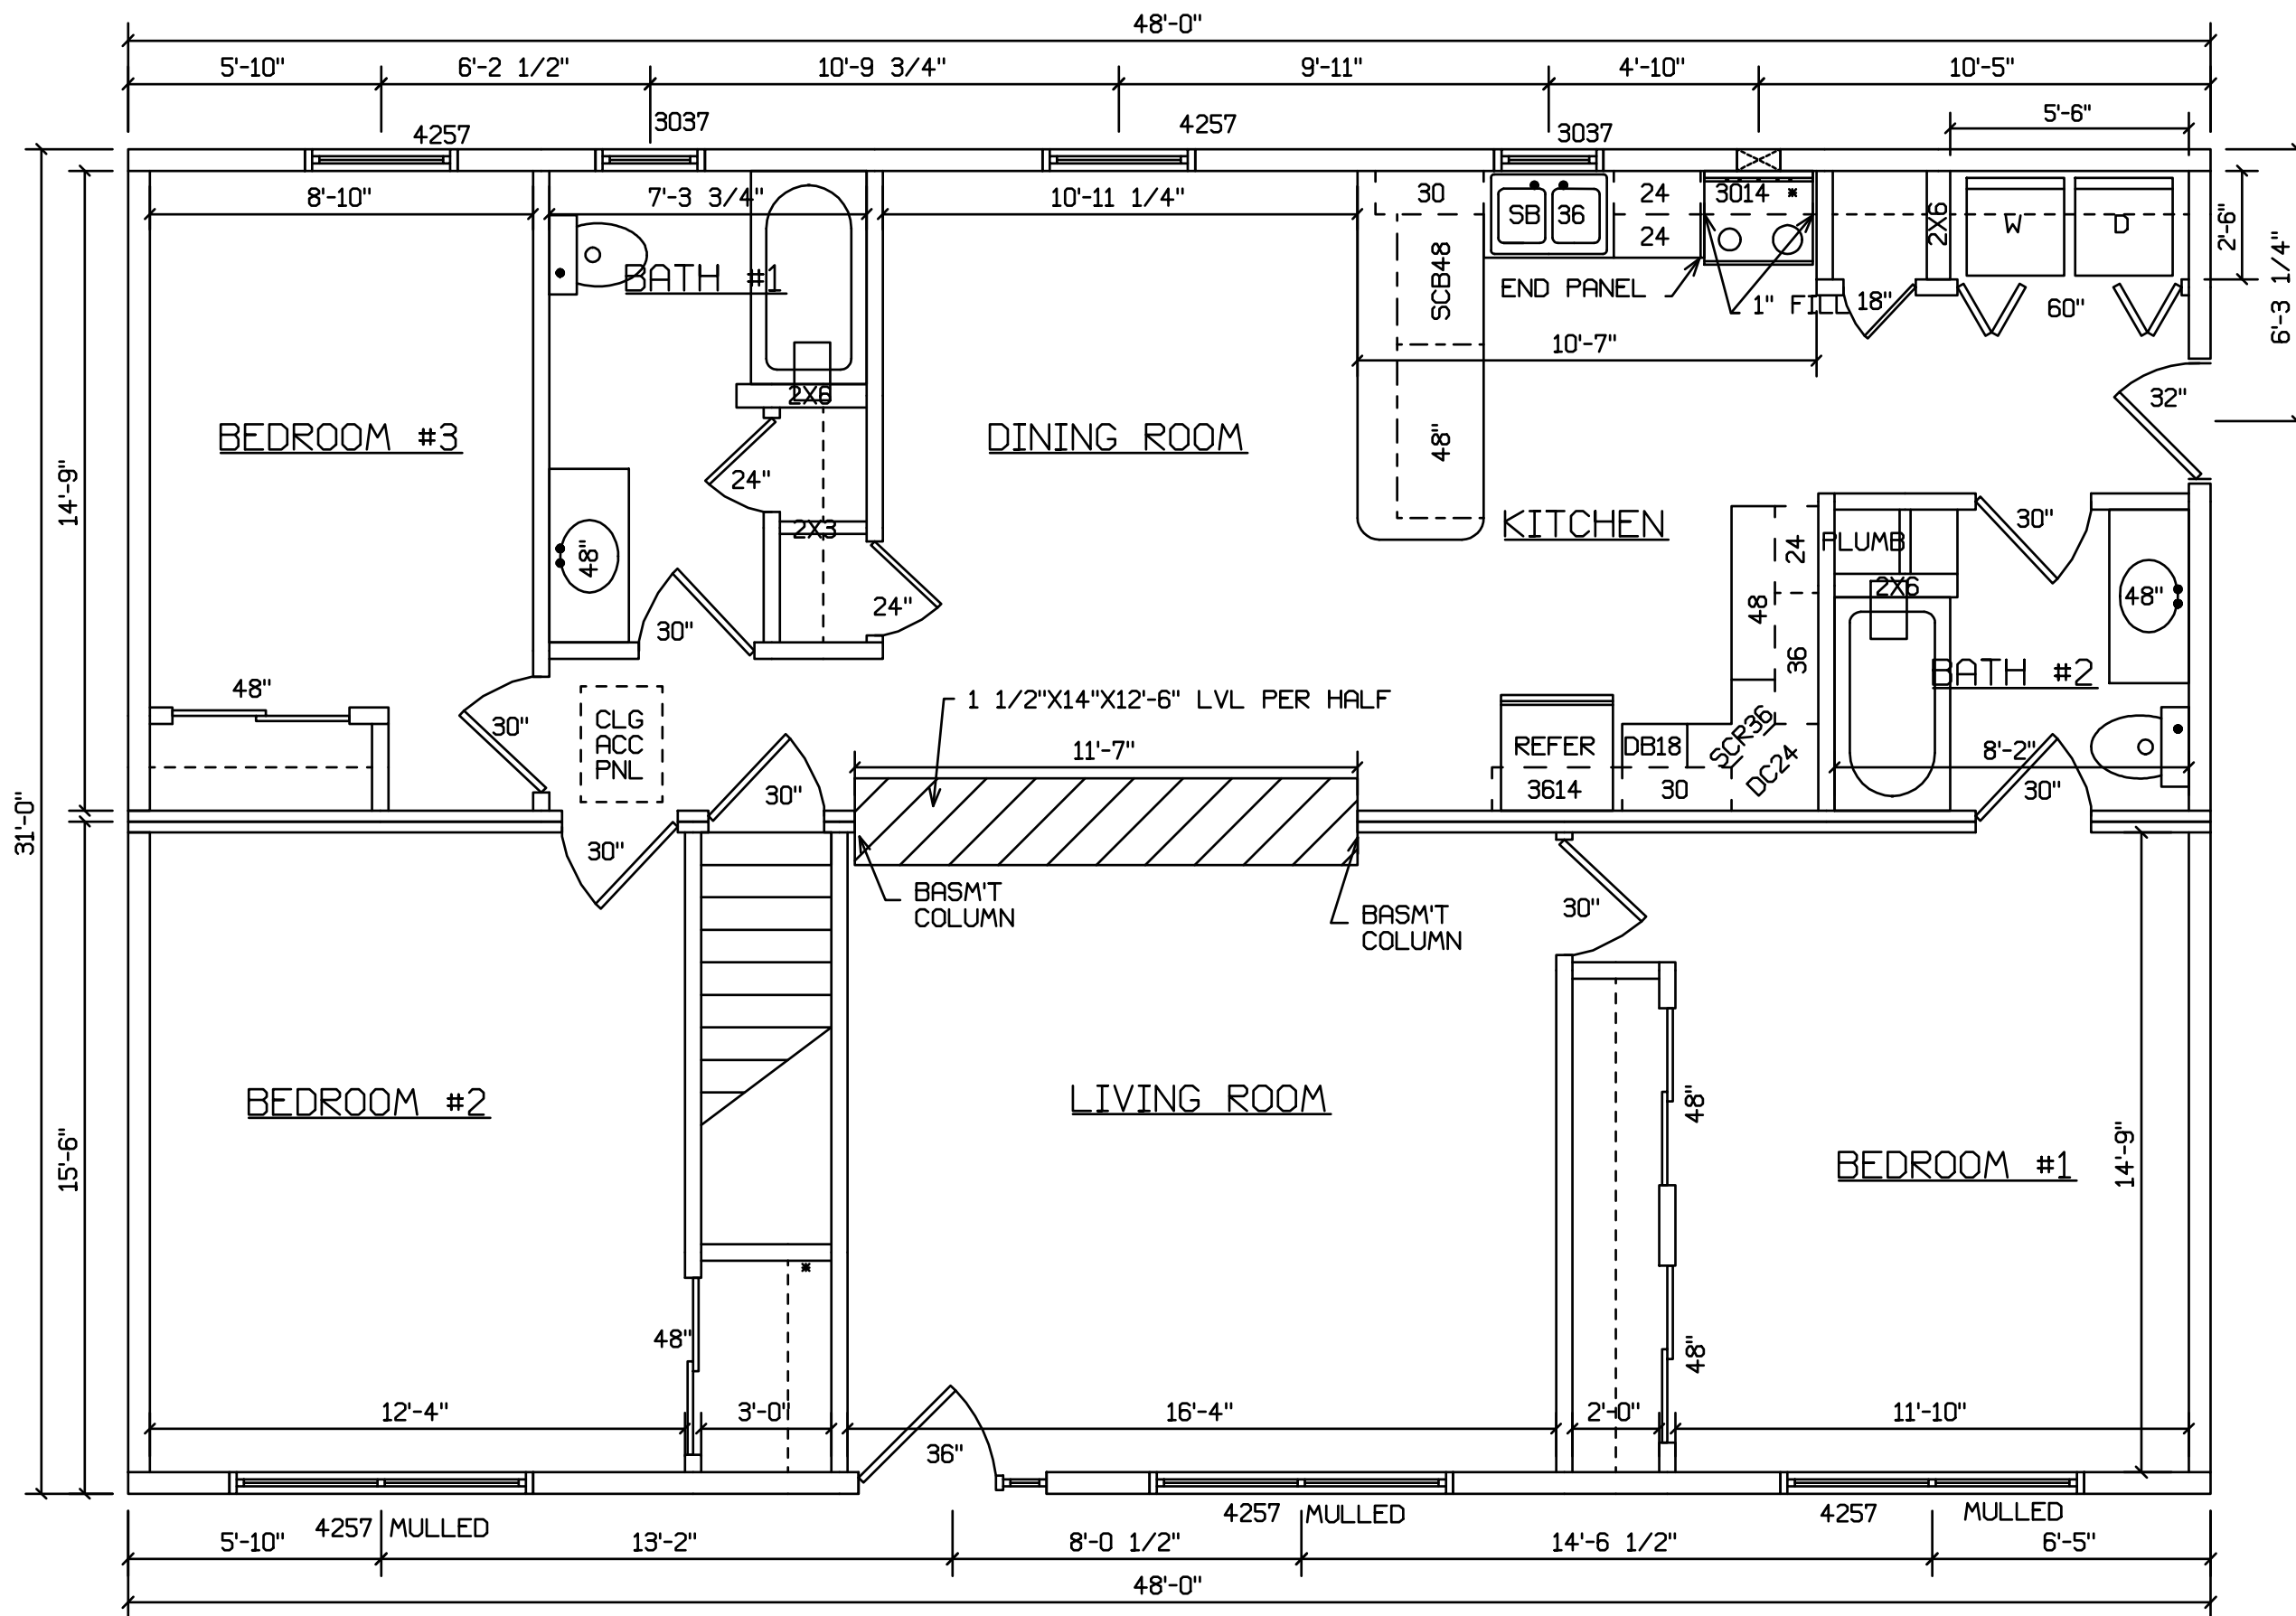 48'-0"
5'-10" 6'-2 1/2" 10'-9 3/4" 9'-11" 4'-10" 10'-5"
5'-6"
4257 3037 4257 3037
8'-10" 7'-3 3/4" 10'-11 1/4" 30 SB 36 24 3014 * 2X6 W D 2'-6"
24
SCB48
6'-3 1/4"
BATH #1
END PANEL
1" FILL 18" 60"
10'-7"
2X6
32"
BEDROOM #3
DINING ROOM
48"
24"
14'-9"
KITCHEN
2X3
30"
PLUMB
24
48"
2X6
48"
24"
48
30"
36
BATH #2
48"
1 1/2"X14"X12'-6" LVL PER HALF
30"
CLG
ACC
PNL
11'-7"
REFER
DB18
SCR36
DC24
8'-2"
30"
3614
30
30"
31'-0"
30"
BASM'T
COLUMN
BASM'T
COLUMN
30"
BEDROOM #2
LIVING ROOM
48"
BEDROOM #1
15'-6"
14'-9"
*
48"
48"
12'-4" 3'-0" 16'-4" 2'-0" 11'-10"
36"
4257 MULLED
4257 MULLED
4257 MULLED
5'-10" 13'-2" 8'-0 1/2" 14'-6 1/2" 6'-5"
48'-0"